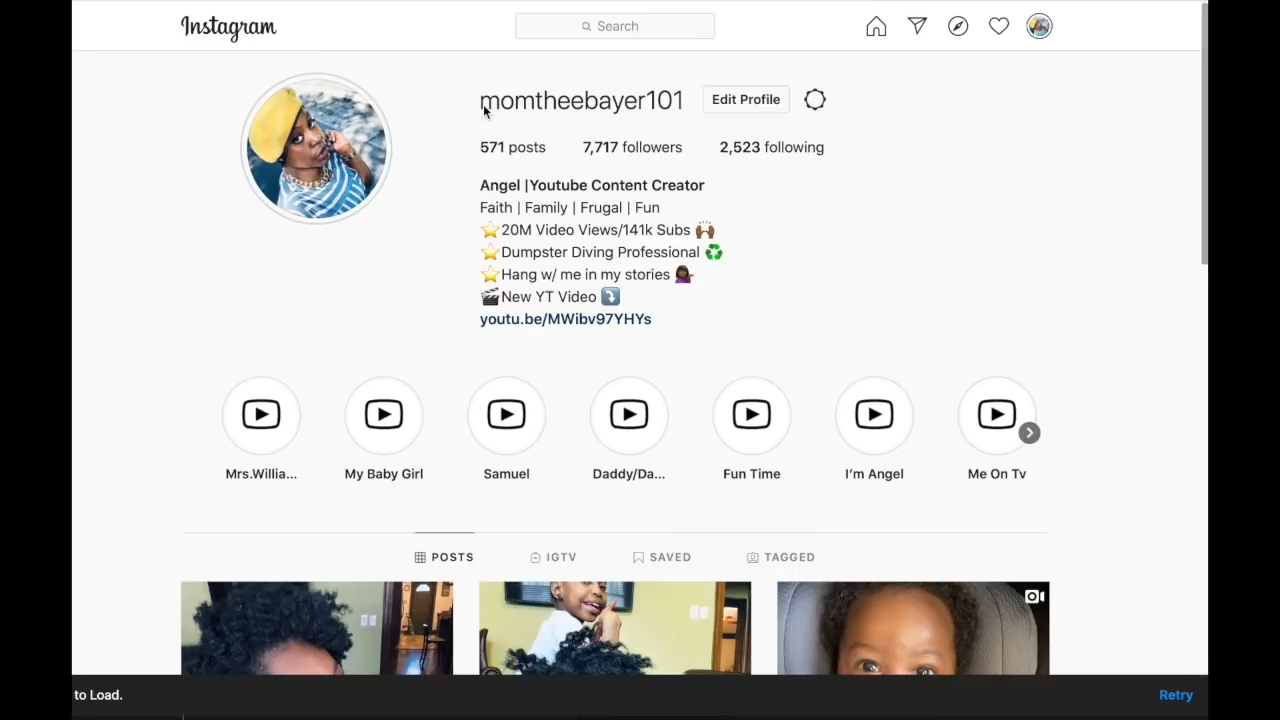 Instagram
Search
momtheebayer101 Edit Profile
571 posts 7,717 followers 2,523 following
Angel |Youtube Content Creator
Faith | Family | Frugal | Fun
⭐20M Video Views/141k Subs 🙌🏾
⭐Dumpster Diving Professional ♻️
⭐Hang w/ me in my stories 💁🏿‍♀️
🎬New YT Video ⤵️
youtu.be/MWibv97YHYs
Mrs.Willia... My Baby Girl Samuel Daddy/Da... Fun Time I'm Angel Me On Tv
POSTS IGTV SAVED TAGGED
to Load. Retry